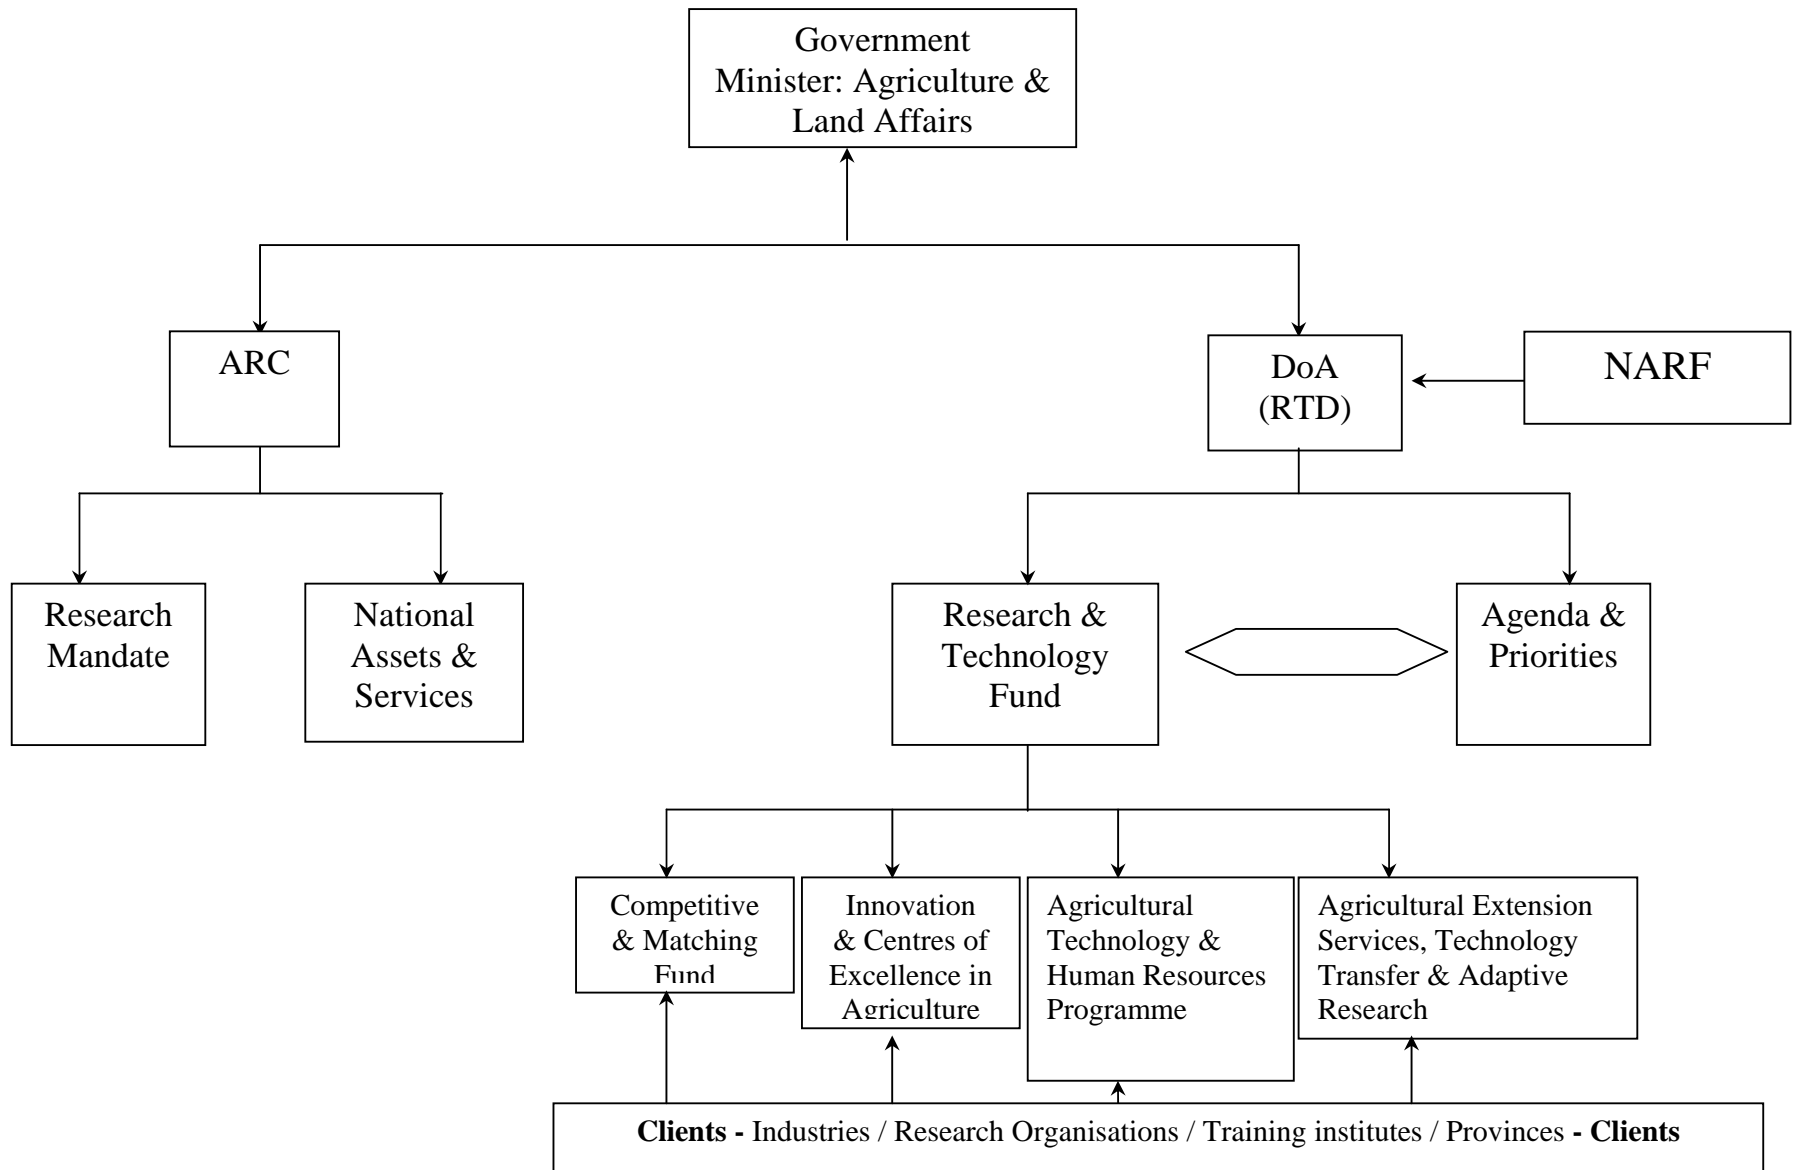 Government
Minister: Agriculture &
Land Affairs
ARC
DoA
(RTD)
NARF
Research
Mandate
National
Assets &
Services
Research &
Technology
Fund
Agenda &
Priorities
Competitive
& Matching
Fund
Innovation
& Centres of
Excellence in
Agriculture
Agricultural
Technology &
Human Resources
Programme
Agricultural Extension
Services, Technology
Transfer & Adaptive
Research
Clients - Industries / Research Organisations / Training institutes / Provinces - Clients